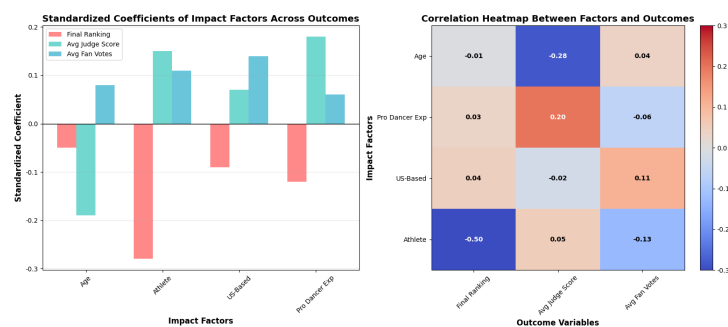 Standardized Coefficients of Impact Factors Across Outcomes
Final Ranking
Avg Judge Score
Avg Fan Votes
0.2
0.1
0.0
-0.1
-0.2
-0.3
Standardized Coefficient
Age
Athlete
US-Based
Pro Dancer Exp
Impact Factors
Correlation Heatmap Between Factors and Outcomes
Impact Factors
Age
-0.01
-0.28
0.04
Pro Dancer Exp
0.03
0.20
-0.06
US-Based
0.04
-0.02
0.11
Athlete
-0.50
0.05
-0.13
Final Ranking
Avg Judge Score
Avg Fan Votes
Outcome Variables
0.3
0.2
0.1
0.0
-0.1
-0.2
-0.3